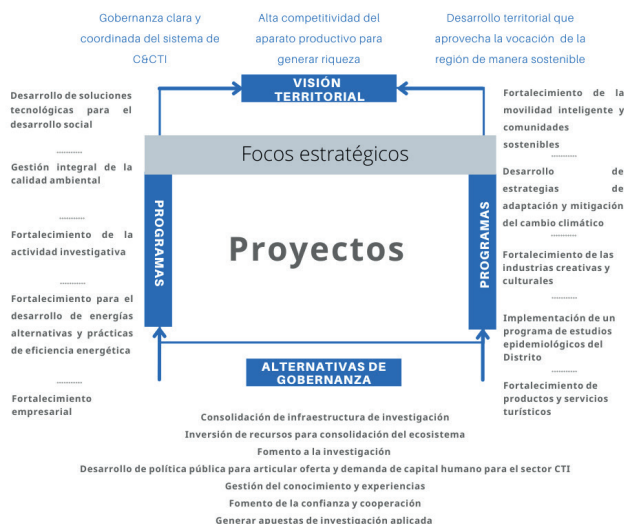 Gobernanza clara y
coordinada del sistema de
C&CTI
Alta competitividad del
aparato productivo para
generar riqueza
Desarrollo territorial que
aprovecha la vocación de la
región de manera sostenible
VISIÓN
TERRITORIAL
Desarrollo de soluciones
tecnológicas para el
desarrollo social
...........
Gestión integral de la
calidad ambiental
...........
Fortalecimiento de la
actividad investigativa
...........
Fortalecimiento para el
desarrollo de energías
alternativas y prácticas
de eficiencia energética
...........
Fortalecimiento
empresarial
Focos estratégicos
PROGRAMAS
Proyectos
PROGRAMAS
Fortalecimiento de la
movilidad inteligente y
comunidades
sostenibles
...........
Desarrollo de
estrategias de
adaptación y mitigación
del cambio climático
...........
Fortalecimiento de las
industrias creativas y
culturales
...........
Implementación de un
programa de estudios
epidemiológicos del
Distrito
...........
Fortalecimiento de
productos y servicios
turísticos
ALTERNATIVAS DE
GOBERNANZA
Consolidación de infraestructura de investigación
Inversión de recursos para consolidación del ecosistema
Fomento a la investigación
Desarrollo de política pública para articular oferta y demanda de capital humano para el sector CTI
Gestión del conocimiento y experiencias
Fomento de la confianza y cooperación
Generar apuestas de investigación aplicada